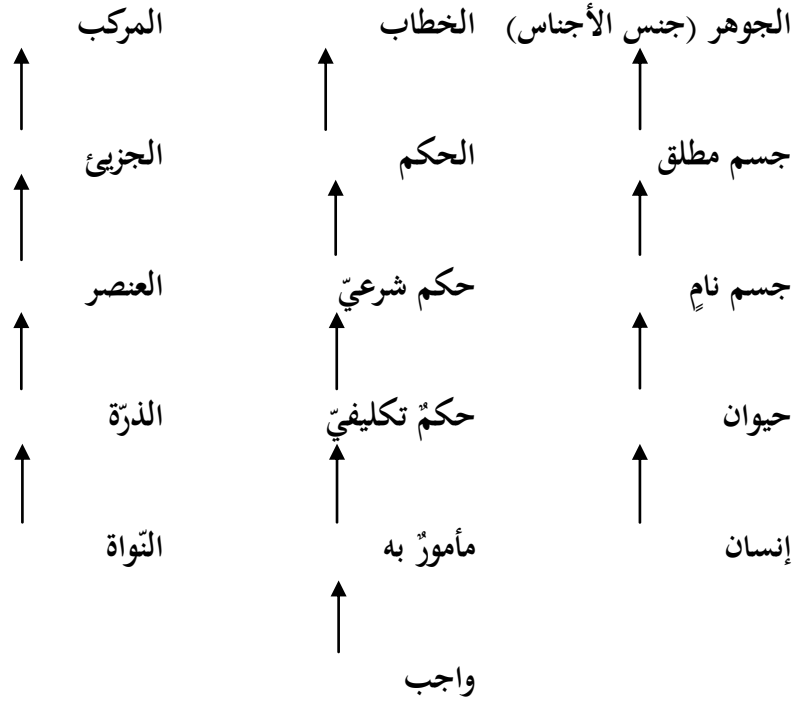 الجوهر (جنس الأجناس) الخطاب المركب
جسم مطلق الحكم الجزيئ
جسم نامٍ حكم شرعيّ العنصر
حيوان حكمٌ تكليفيّ الذرّة
إنسان مأمورٌ به النّواة
واجب